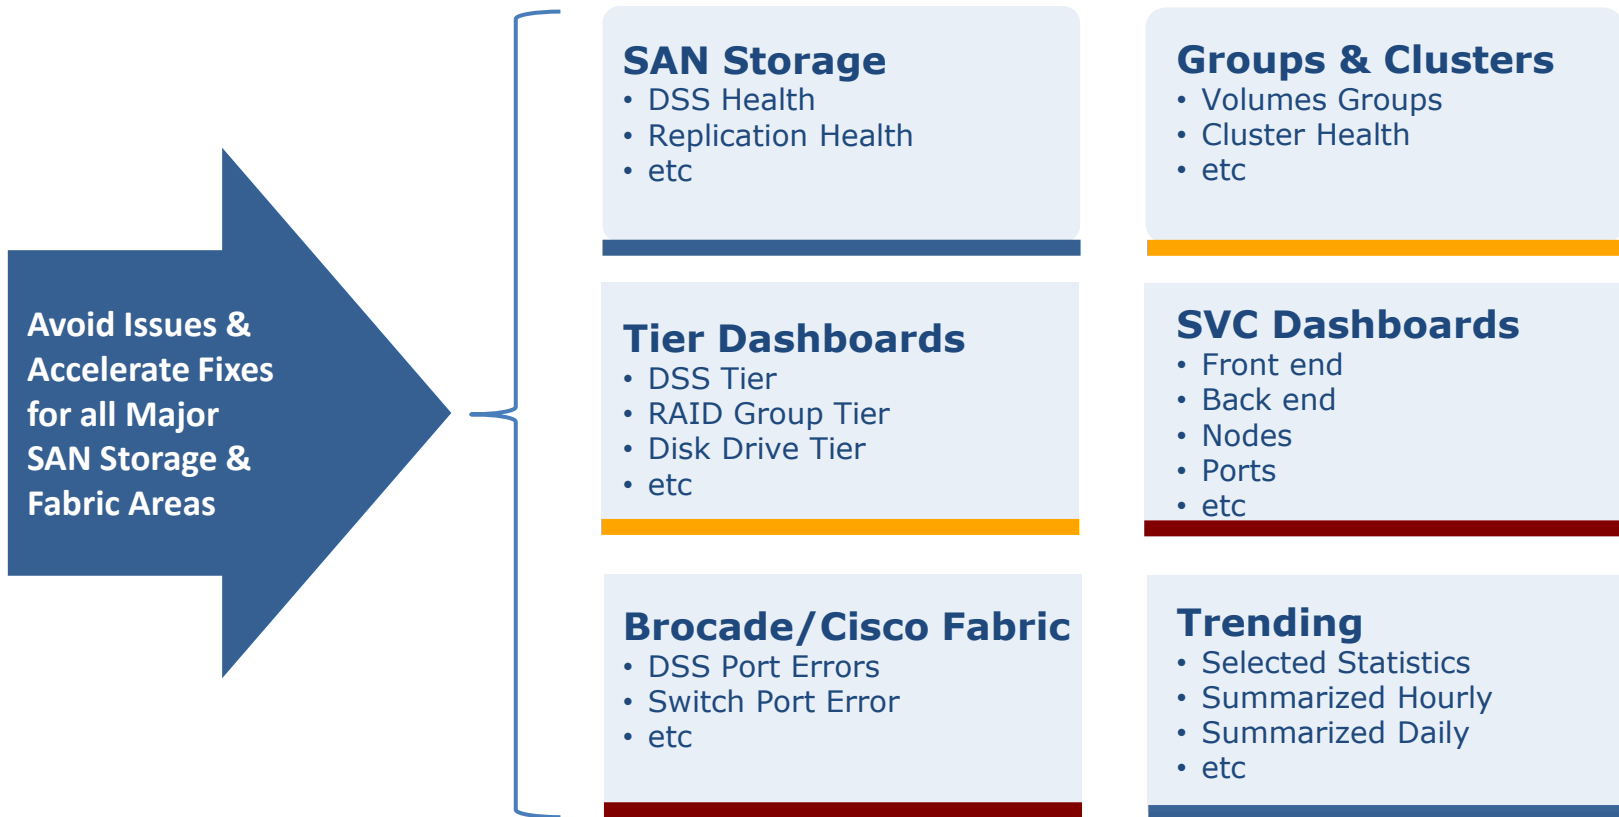 Avoid Issues &
Accelerate Fixes
for all Major
SAN Storage &
Fabric Areas
SAN Storage
• DSS Health
• Replication Health
• etc
Groups & Clusters
• Volumes Groups
• Cluster Health
• etc
Tier Dashboards
• DSS Tier
• RAID Group Tier
• Disk Drive Tier
• etc
SVC Dashboards
• Front end
• Back end
• Nodes
• Ports
• etc
Brocade/Cisco Fabric
• DSS Port Errors
• Switch Port Error
• etc
Trending
• Selected Statistics
• Summarized Hourly
• Summarized Daily
• etc